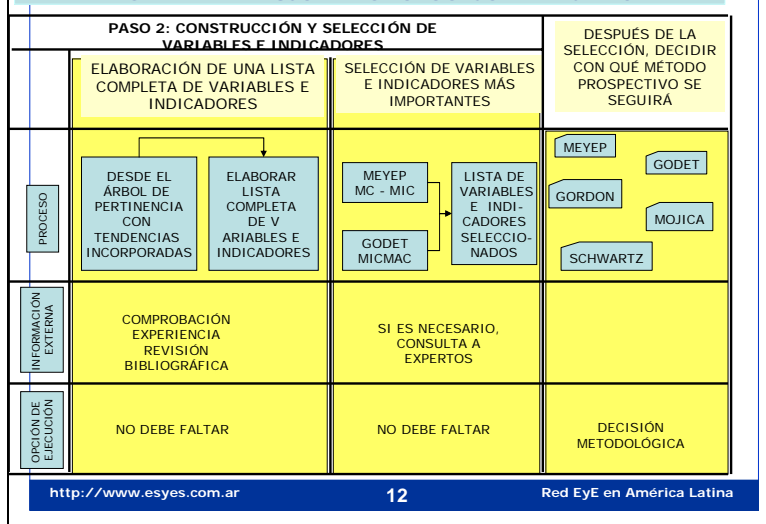 PASO 2: CONSTRUCCIÓN Y SELECCIÓN DE
VARIABLES E INDICADORES
DESPUÉS DE LA
SELECCIÓN, DECIDIR
CON QUÉ MÉTODO
PROSPECTIVO SE
SEGUIRÁ
ELABORACIÓN DE UNA LISTA
COMPLETA DE VARIABLES E
INDICADORES
SELECCIÓN DE VARIABLES
E INDICADORES MÁS
IMPORTANTES
PROCESO
DESDE EL
ÁRBOL DE
PERTINENCIA
CON
TENDENCIAS
INCORPORADAS
ELABORAR
LISTA
COMPLETA
DE V
ARIABLES E
INDICADORES
MEYEP
MC - MIC
GODET
MICMAC
LISTA DE
VARIABLES
E INDI-
CADORES
SELECCIO-
NADOS
MEYEP
GODET
GORDON
MOJICA
SCHWARTZ
INFORMACIÓN
EXTERNA
COMPROBACIÓN
EXPERIENCIA
REVISIÓN
BIBLIOGRÁFICA
SI ES NECESARIO,
CONSULTA A
EXPERTOS
OPCIÓN DE
EJECUCIÓN
NO DEBE FALTAR
NO DEBE FALTAR
DECISIÓN
METODOLÓGICA
http://www.esyes.com.ar
12
Red EyE en América Latina